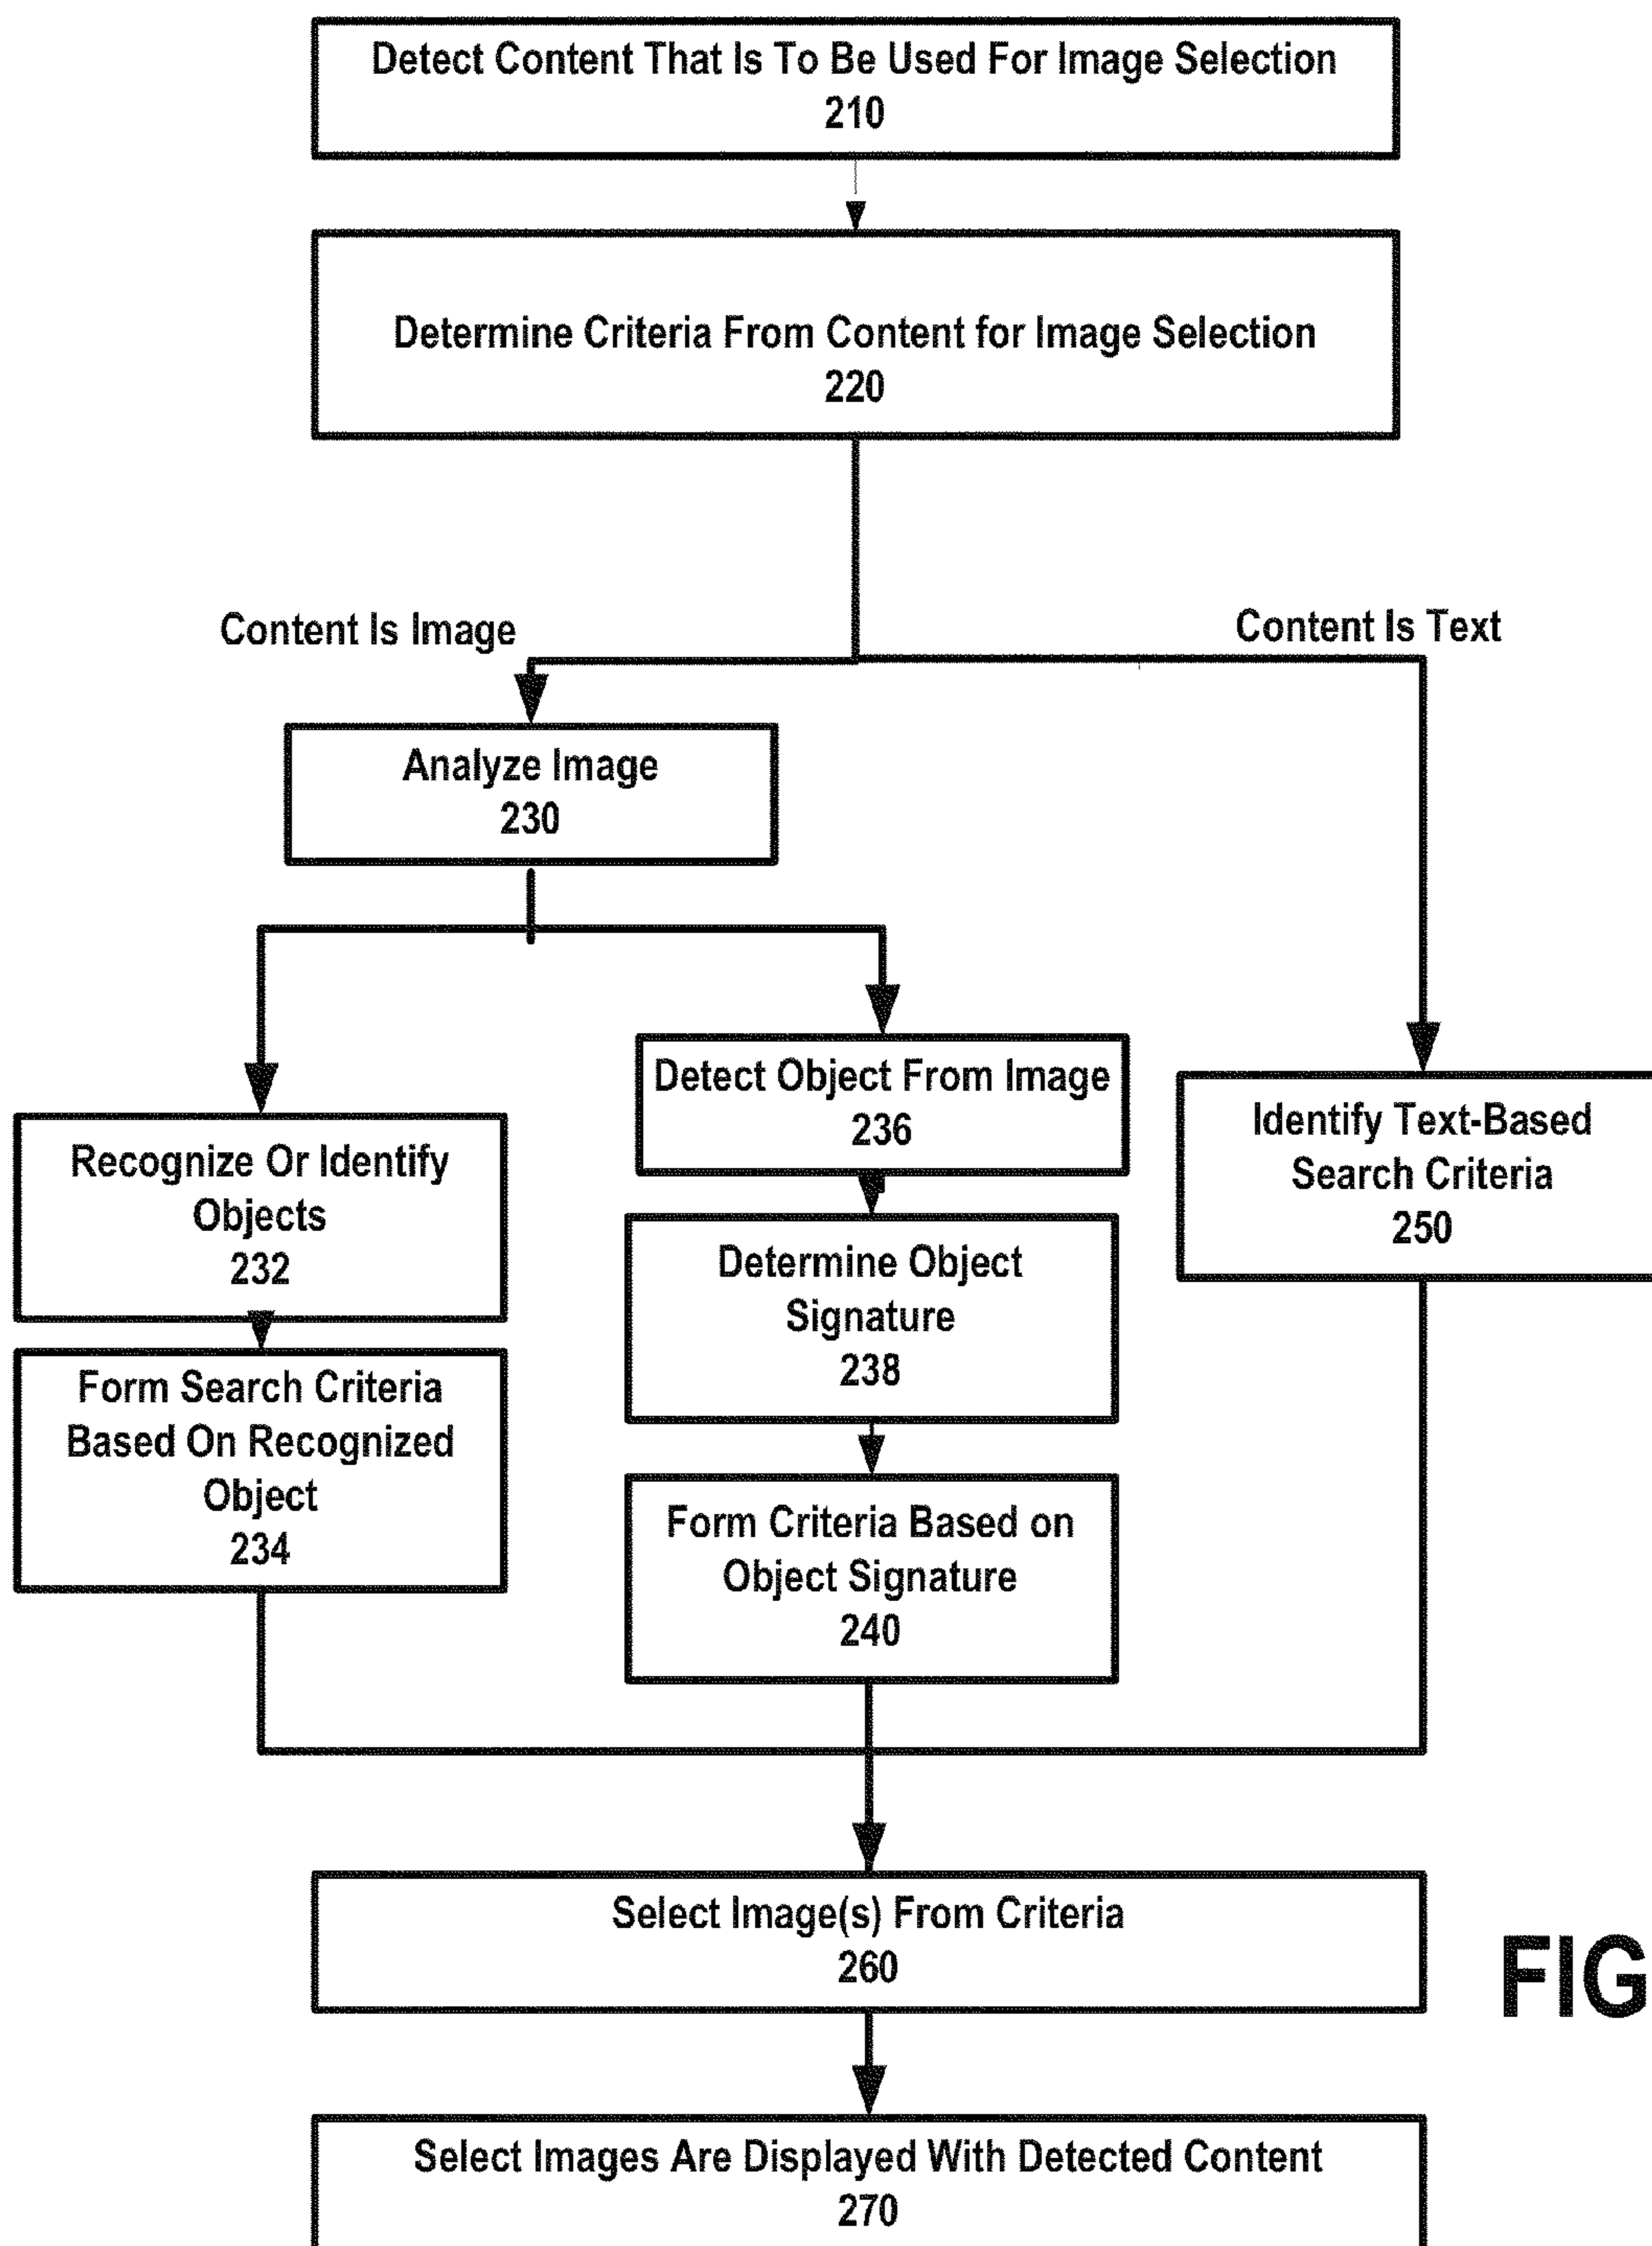 Detect Content That Is To Be Used For Image Selection
210
Determine Criteria From Content for Image Selection
220
Content Is Image
Content Is Text
Analyze Image
230
Detect Object From Image
236
Identify Text-Based
Search Criteria
250
Recognize Or Identify
Objects
232
Determine Object
Signature
238
Form Search Criteria
Based On Recognized
Object
234
Form Criteria Based on
Object Signature
240
Select Image(s) From Criteria
260
FIG
Select Images Are Displayed With Detected Content
270